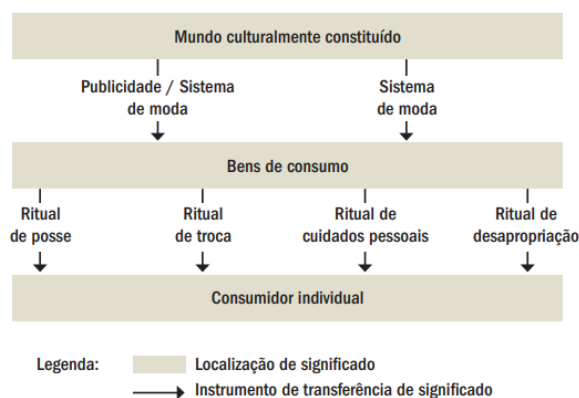 Mundo culturalmente constituído
Publicidade / Sistema
de moda
Sistema
de moda
Bens de consumo
Ritual
de posse
Ritual
de troca
Ritual de
cuidados pessoais
Ritual de
desapropriação
Consumidor individual
Legenda:
Localização de significado
Instrumento de transferência de significado